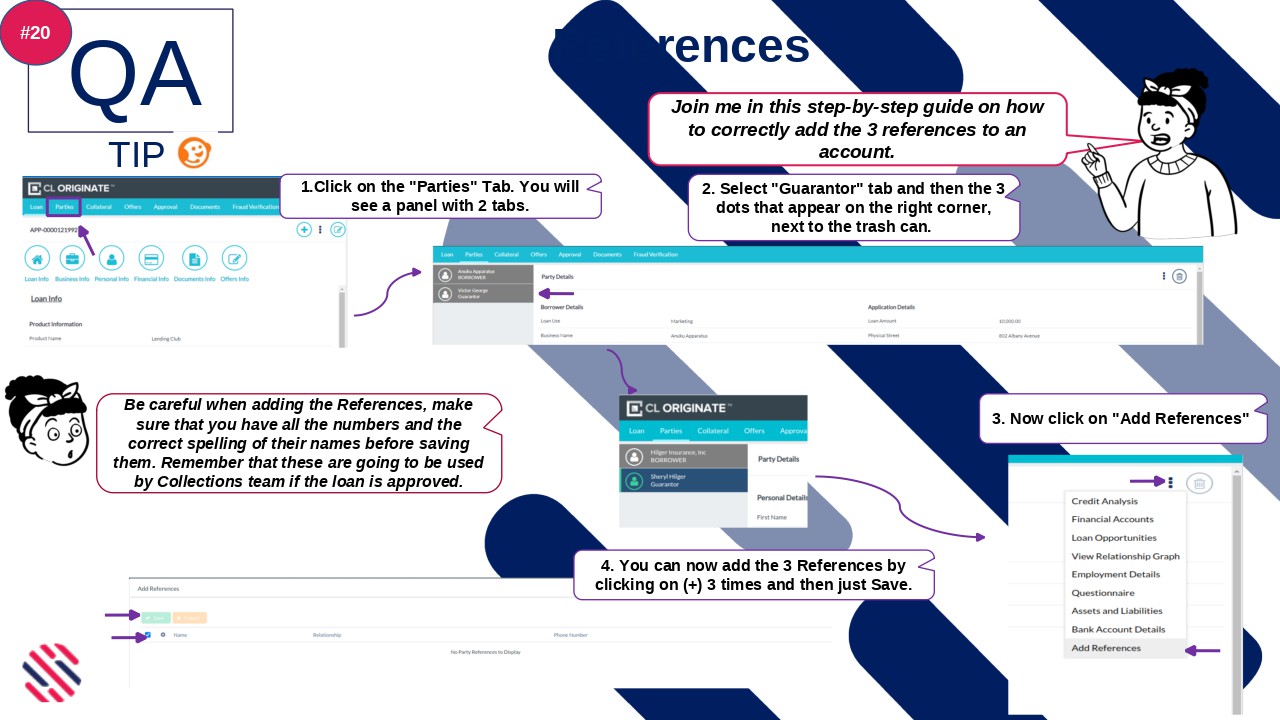 #20
QA
TIP
rences
Join me in this step-by-step guide on how
to correctly add the 3 references to an
account.
1.Click on the "Parties" Tab. You will
see a panel with 2 tabs.
2. Select "Guarantor" tab and then the 3
dots that appear on the right corner,
next to the trash can.
CL ORIGINATE
Loan Parties Collateral Offers Approval Documents Fraud Verification
APP-0000121992
Loan Info Business Info Personal Info Financial Info Documents Info Offers Info
Loan Info
Product Information
Product Name Lending Club
Loan Parties Collateral Offers Approval Documents Fraud Verification
Anuku Apparatus
BORROWER
Victor George
Guarantor
Party Details
Borrower Details Application Details
Loan Use Marketing Loan Amount $10,000.00
Business Name Anuku Apparatus Physical Street 802 Albany Avenue
Be careful when adding the References, make
sure that you have all the numbers and the
correct spelling of their names before saving
them. Remember that these are going to be used
by Collections team if the loan is approved.
CL ORIGINATE
Loan Parties Collateral Offers Approva
Hilger Insurance, Inc
BORROWER
Sheryl Hilger
Guarantor
Party Details
Personal Details
First Name
3. Now click on "Add References"
Credit Analysis
Financial Accounts
Loan Opportunities
View Relationship Graph
Employment Details
Questionnaire
Assets and Liabilities
Bank Account Details
Add References
4. You can now add the 3 References by
clicking on (+) 3 times and then just Save.
Add References
Save
Name Relationship Phone Number
No Party References to Display